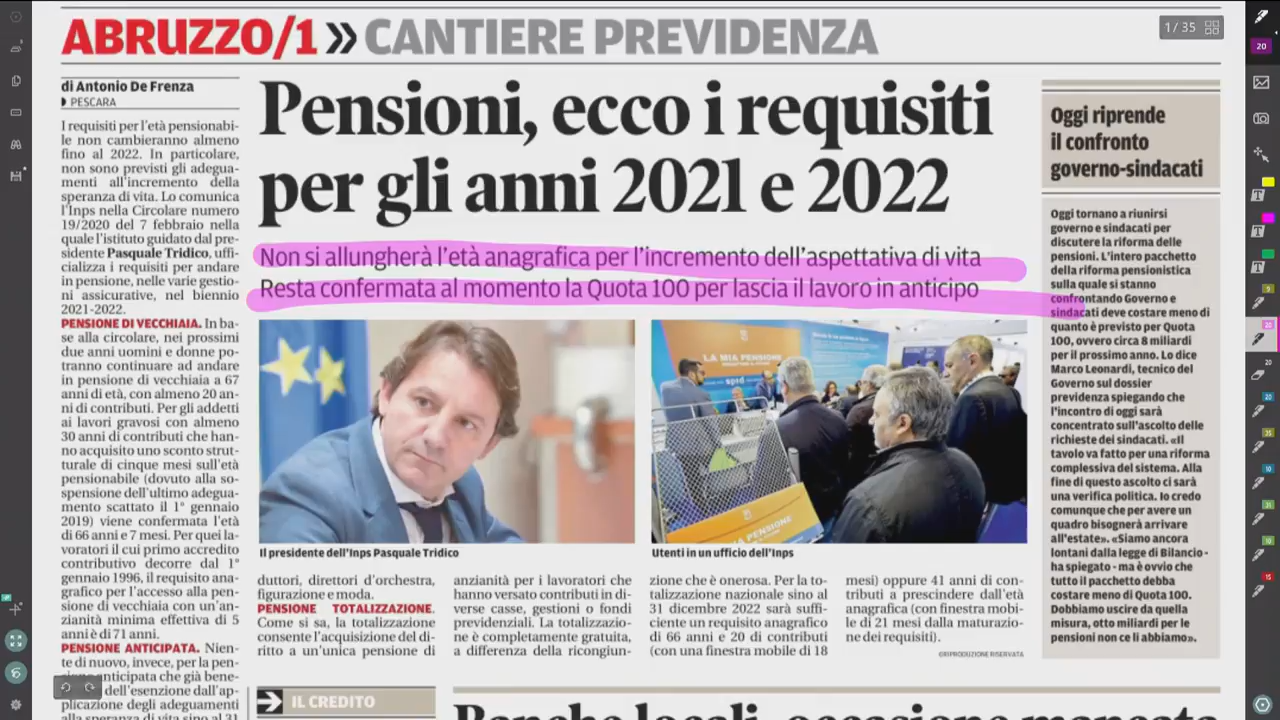 ABRUZZO/1 » CANTIERE PREVIDENZA
1 / 35
20
di Antonio De Frenza
PESCARA
I requisiti per l'età pensionabi-
le non cambieranno almeno
fino al 2022. In particolare,
non sono previsti gli adegua-
menti all'incremento della
speranza di vita. Lo comunica
l'Inps nella Circolare numero
19/2020 del 7 febbraio nella
quale l'istituto guidato dal pre-
sidente Pasquale Tridico, uffi-
cializza i requisiti per andare
in pensione, nelle varie gestio-
ni assicurative, nel biennio
2021-2022.
PENSIONE DI VECCHIAIA. In ba-
se alla circolare, nei prossimi
due anni uomini e donne po-
tranno continuare ad andare
in pensione di vecchiaia a 67
anni di età, con almeno 20 an-
ni di contributi. Per gli addetti
ai lavori gravosi con almeno
30 anni di contributi che han-
no acquisito uno sconto strut-
turale di cinque mesi sull'età
pensionabile (dovuto alla so-
spensione dell'ultimo adegua-
mento scattato il 1° gennaio
2019) viene confermata l'età
di 66 anni e 7 mesi. Per quei la-
voratori il cui primo accredito
contributivo decorre dal 1°
gennaio 1996, il requisito ana-
grafico per l'accesso alla pen-
sione di vecchiaia con un'an-
zianità minima effettiva di 5
anni è di 71 anni.
PENSIONE ANTICIPATA. Nien-
te di nuovo, invece, per la pen-
anticipata che già bene-
dell'esenzione dall'ap-
plicazione degli adeguamenti
alla speranza di vita sino al 31
Pensioni, ecco i requisiti
per gli anni 2021 e 2022
Non si allungherà l'età anagrafica per l'incremento dell'aspettativa di vita
Resta confermata al momento la Quota 100 per lascia il lavoro in anticipo
LA MIA PENSIONE
spid
PENSIONE
Il presidente dell'Inps Pasquale Tridico
Utenti in un ufficio dell'Inps
duttori, direttori d'orchestra,
figurazione e moda.
PENSIONE TOTALIZZAZIONE.
Come si sa, la totalizzazione
consente l'acquisizione del di-
ritto a un'unica pensione di
anzianità per i lavoratori che
hanno versato contributi in di-
verse casse, gestioni o fondi
previdenziali. La totalizzazio-
ne è completamente gratuita,
a differenza della ricongiun-
zione che è onerosa. Per la to-
talizzazione nazionale sino al
31 dicembre 2022 sarà suffi-
ciente un requisito anagrafico
di 66 anni e 20 di contributi
(con una finestra mobile di 18
mesi) oppure 41 anni di con-
tributi a prescindere dall'età
anagrafica (con finestra mobi-
le di 21 mesi dalla maturazio-
ne dei requisiti).
©RIPRODUZIONE RISERVATA
Oggi riprende
il confronto
governo-sindacati
Oggi tornano a riunirsi
governo e sindacati per
discutere la riforma delle
pensioni. L'intero pacchetto
della riforma pensionistica
sulla quale si stanno
confrontando Governo e
sindacati deve costare meno di
quanto è previsto per Quota
100, ovvero circa 8 miliardi
per il prossimo anno. Lo dice
Marco Leonardi, tecnico del
Governo sul dossier
previdenza spiegando che
l'incontro di oggi sarà
concentrato sull'ascolto delle
richieste dei sindacati. «Il
tavolo va fatto per una riforma
complessiva del sistema. Alla
fine di questo ascolto ci sarà
una verifica politica. Io credo
comunque che per avere un
quadro bisognerà arrivare
all'estate». «Siamo ancora
lontani dalla legge di Bilancio -
ha spiegato - ma è ovvio che
tutto il pacchetto debba
costare meno di Quota 100.
Dobbiamo uscire da quella
misura, otto miliardi per le
pensioni non ce li abbiamo».
IL CREDITO
Banche locali, occasione mancata